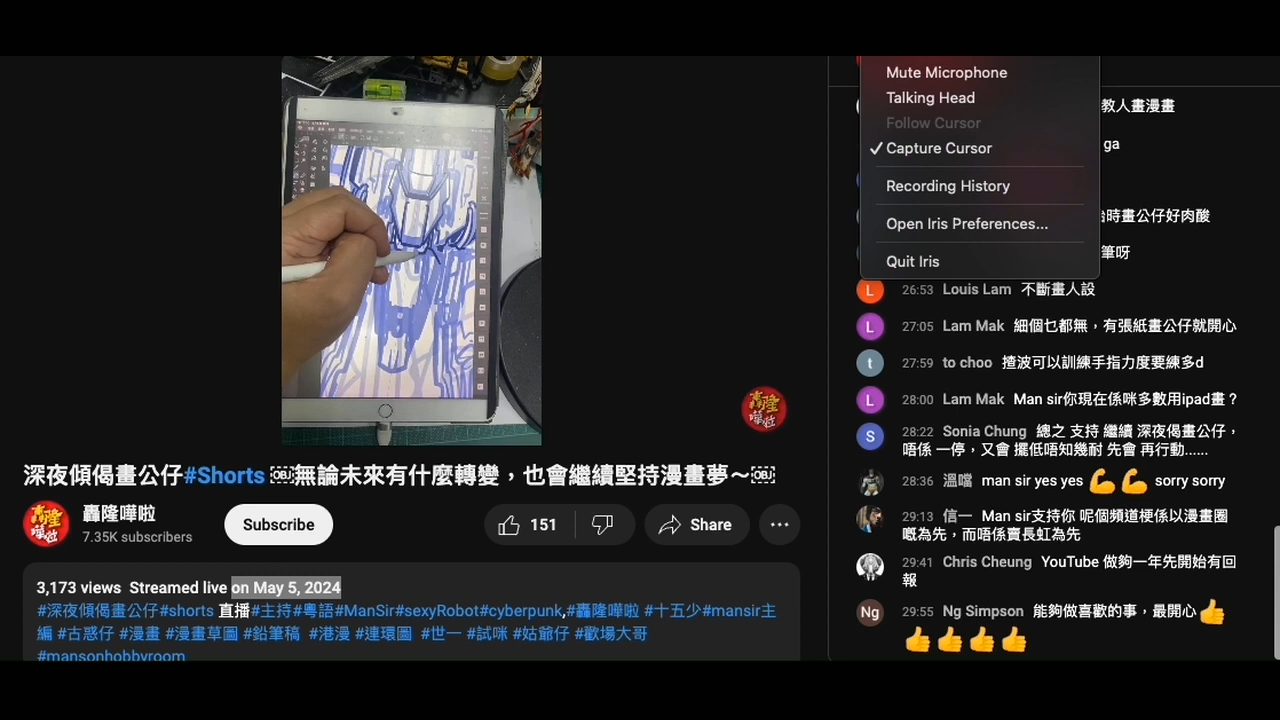 Mute Microphone
Talking Head
Follow Cursor
✓ Capture Cursor
Recording History
Open Iris Preferences...
Quit Iris
教人畫漫畫
ga
時畫公仔好肉酸
筆呀
L 26:53 Louis Lam 不斷畫人設
L 27:05 Lam Mak 細個乜都無，有張紙畫公仔就開心
t 27:59 to choo 揸波可以訓練手指力度要練多d
L 28:00 Lam Mak Man sir你現在係咪多數用ipad畫？
S 28:22 Sonia Chung 總之 支持 繼續 深夜偈畫公仔，
唔係 一停，又會 擺低唔知幾耐 先會 再行動......
28:36 溫噹 man sir yes yes 💪💪 sorry sorry
29:13 信一 Man sir支持你 呢個頻道梗係以漫畫圈
嘅為先，而唔係賣長虹為先
29:41 Chris Cheung YouTube 做夠一年先開始有回
報
Ng 29:55 Ng Simpson 能夠做喜歡的事，最開心👍
👍👍👍👍
深夜傾偈畫公仔#Shorts ￼無論未來有什麼轉變，也會繼續堅持漫畫夢～￼
轟隆嘩啦
7.35K subscribers
Subscribe
151
Share
3,173 views Streamed live on May 5, 2024
#深夜傾偈畫公仔#shorts 直播#主持#粵語#ManSir#sexyRobot#cyberpunk,#轟隆嘩啦 #十五少#mansir主
編 #古惑仔 #漫畫 #漫畫草圖 #鉛筆稿 #港漫 #連環圖 #世一 #試咪 #姑爺仔 #歡場大哥
#mansonhobbyroom